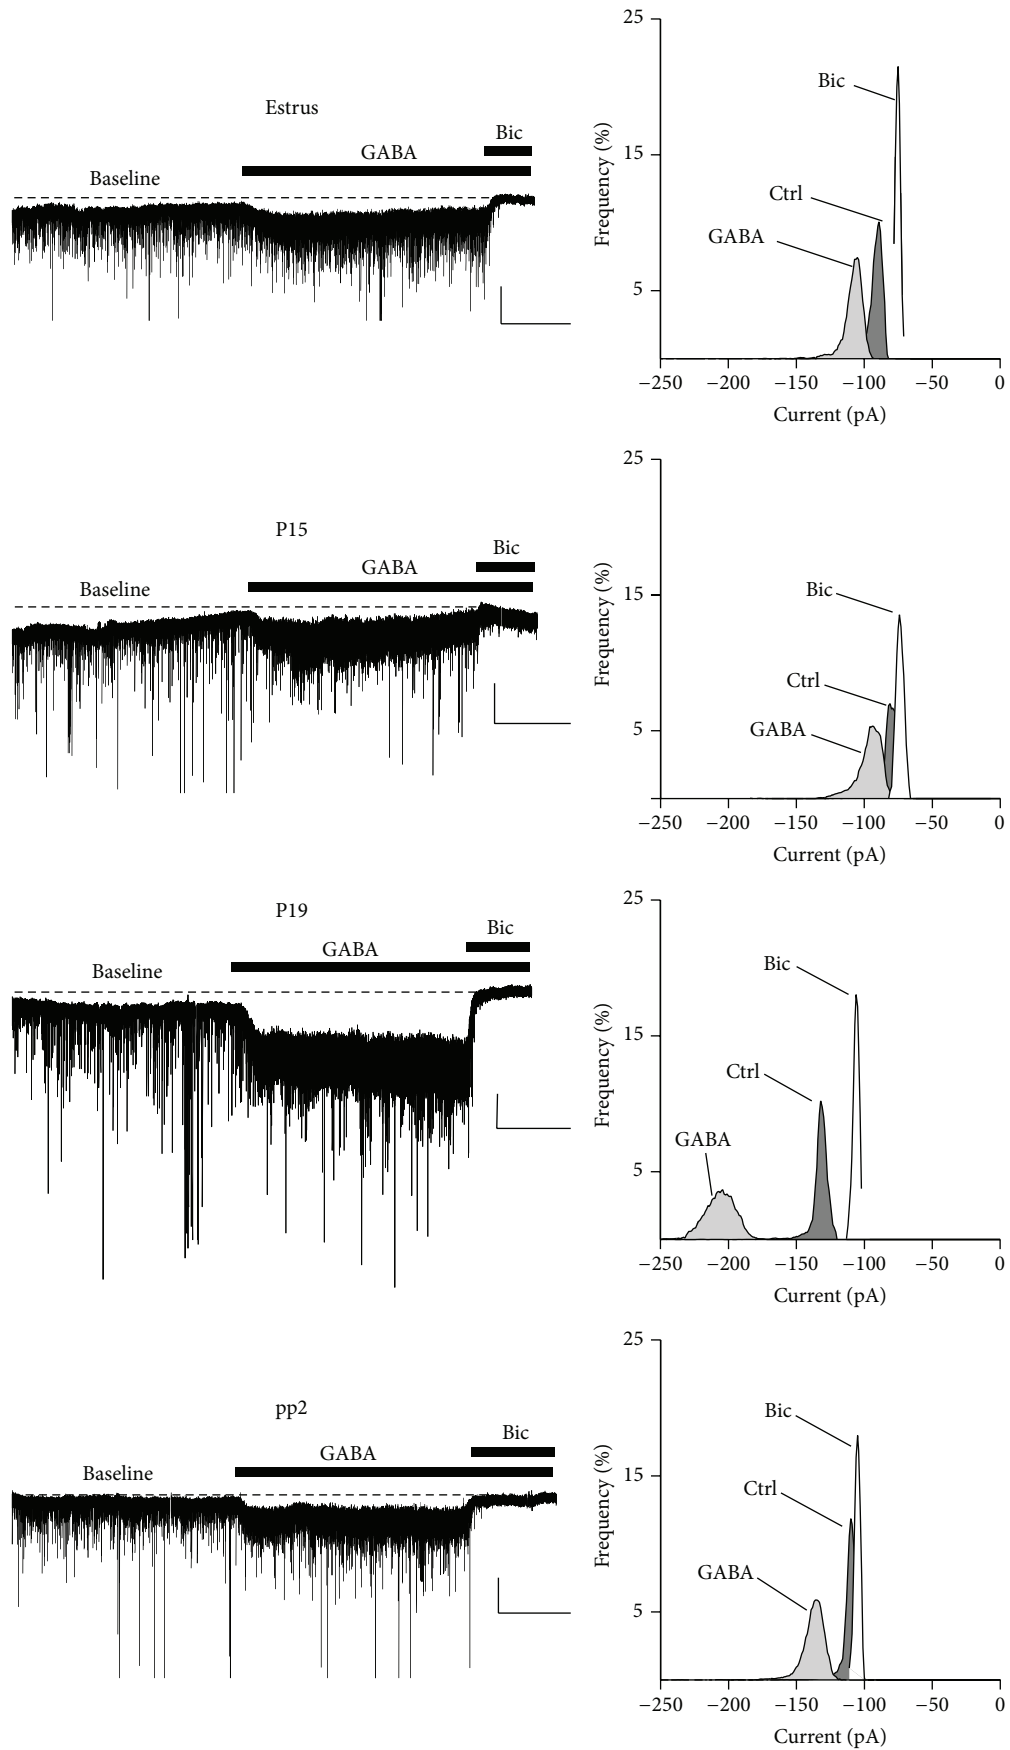 Estrus
Bic
GABA
Baseline
25
15
5
Frequency (%)
Bic
Ctrl
GABA
−250 −200 −150 −100 −50 0
Current (pA)
P15
Bic
GABA
Baseline
25
15
5
Frequency (%)
Bic
Ctrl
GABA
−250 −200 −150 −100 −50 0
Current (pA)
P19
Bic
GABA
Baseline
25
15
5
Frequency (%)
Bic
Ctrl
GABA
−250 −200 −150 −100 −50 0
Current (pA)
pp2
Bic
GABA
Baseline
25
15
5
Frequency (%)
Bic
Ctrl
GABA
−250 −200 −150 −100 −50 0
Current (pA)